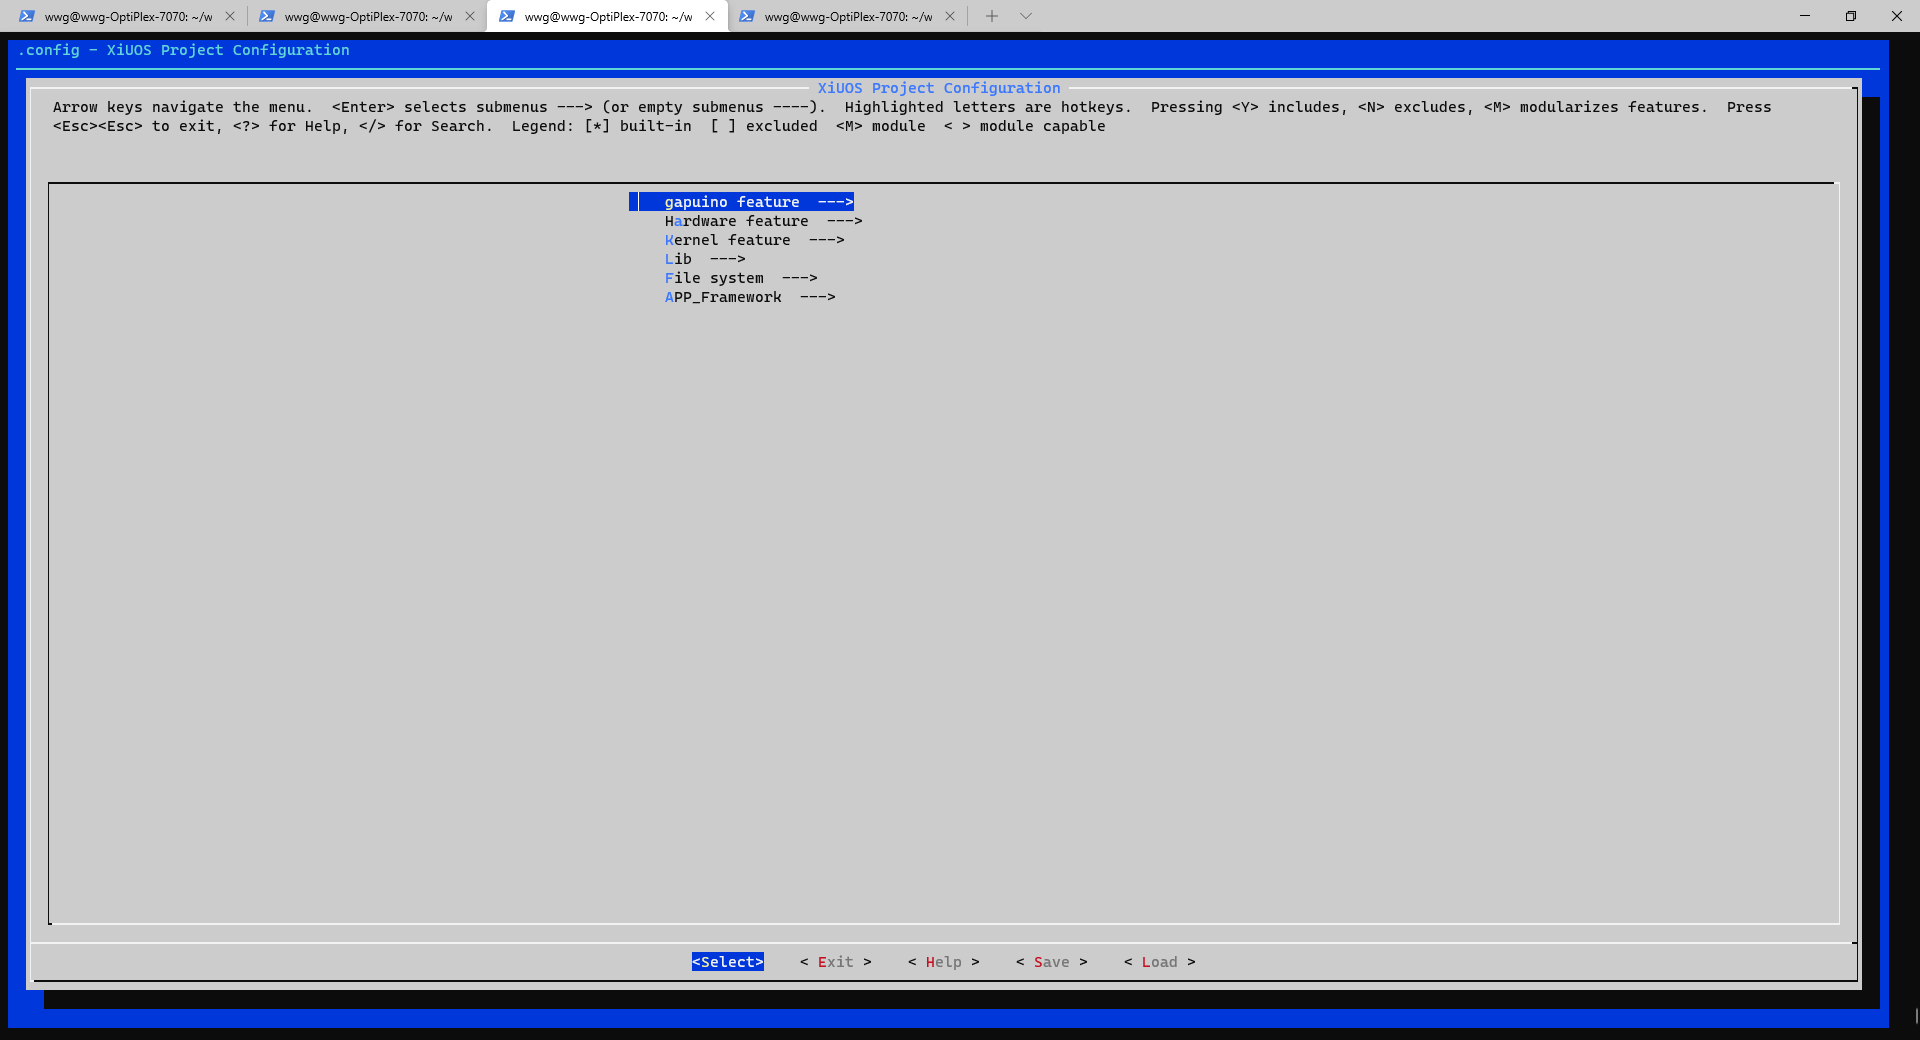 wwg@wwg-OptiPlex-7070: ~/w wwg@wwg-OptiPlex-7070: ~/w wwg@wwg-OptiPlex-7070: ~/w wwg@wwg-OptiPlex-7070: ~/w
.config - XiUOS Project Configuration
XiUOS Project Configuration
Arrow keys navigate the menu.  <Enter> selects submenus ---> (or empty submenus ----).  Highlighted letters are hotkeys.  Pressing <Y> includes, <N> excludes, <M> modularizes features.  Press
<Esc><Esc> to exit, <?> for Help, </> for Search.  Legend: [*] built-in  [ ] excluded  <M> module  < > module capable
gapuino feature  --->
Hardware feature  --->
Kernel feature  --->
Lib  --->
File system  --->
APP_Framework  --->
<Select>    < Exit >    < Help >    < Save >    < Load >